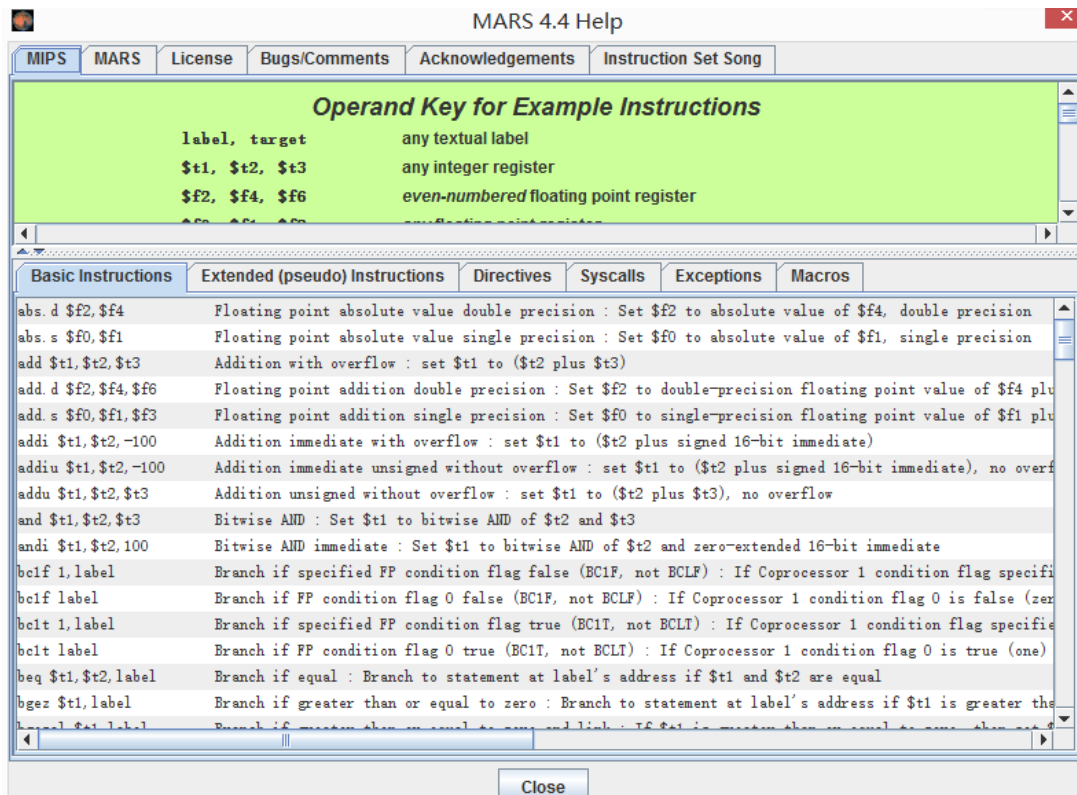 MARS 4.4 Help
MIPS MARS License Bugs/Comments Acknowledgements Instruction Set Song
Operand Key for Example Instructions
label, target any textual label
$t1, $t2, $t3 any integer register
$f2, $f4, $f6 even-numbered floating point register
Basic Instructions Extended (pseudo) Instructions Directives Syscalls Exceptions Macros
abs.d $f2,$f4 Floating point absolute value double precision : Set $f2 to absolute value of $f4, double precision
abs.s $f0,$f1 Floating point absolute value single precision : Set $f0 to absolute value of $f1, single precision
add $t1,$t2,$t3 Addition with overflow : set $t1 to ($t2 plus $t3)
add.d $f2,$f4,$f6 Floating point addition double precision : Set $f2 to double-precision floating point value of $f4 plu
add.s $f0,$f1,$f3 Floating point addition single precision : Set $f0 to single-precision floating point value of $f1 plu
addi $t1,$t2,-100 Addition immediate with overflow : set $t1 to ($t2 plus signed 16-bit immediate)
addiu $t1,$t2,-100 Addition immediate unsigned without overflow : set $t1 to ($t2 plus signed 16-bit immediate), no overf
addu $t1,$t2,$t3 Addition unsigned without overflow : set $t1 to ($t2 plus $t3), no overflow
and $t1,$t2,$t3 Bitwise AND : Set $t1 to bitwise AND of $t2 and $t3
andi $t1,$t2,100 Bitwise AND immediate : Set $t1 to bitwise AND of $t2 and zero-extended 16-bit immediate
bc1f 1,label Branch if specified FP condition flag false (BC1F, not BCLF) : If Coprocessor 1 condition flag specifi
bc1f label Branch if FP condition flag 0 false (BC1F, not BCLF) : If Coprocessor 1 condition flag 0 is false (zer
bc1t 1,label Branch if specified FP condition flag true (BC1T, not BCLT) : If Coprocessor 1 condition flag specifie
bc1t label Branch if FP condition flag 0 true (BC1T, not BCLT) : If Coprocessor 1 condition flag 0 is true (one)
beq $t1,$t2,label Branch if equal : Branch to statement at label's address if $t1 and $t2 are equal
bgez $t1,label Branch if greater than or equal to zero : Branch to statement at label's address if $t1 is greater tha
Close